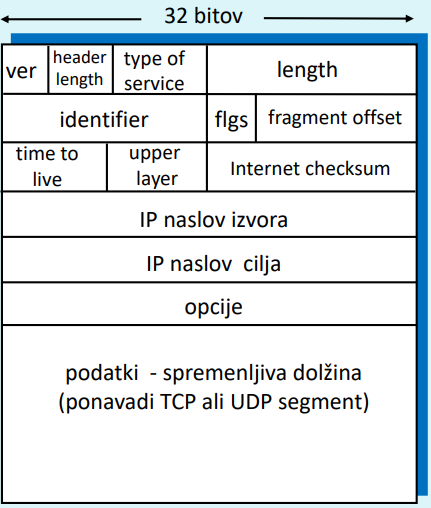 32 bitov
ver
header
length
type of
service
length
identifier
flgs
fragment offset
time to
live
upper
layer
Internet checksum
IP naslov izvora
IP naslov cilja
opcije
podatki - spremenljiva dolžina
(ponavadi TCP ali UDP segment)